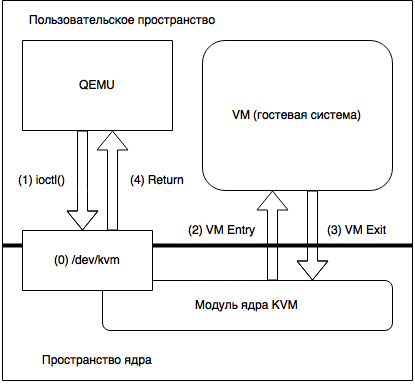 Пользовательское пространство
QEMU
VM (гостевая система)
(1) ioctl()
(4) Return
(2) VM Entry
(3) VM Exit
(0) /dev/kvm
Модуль ядра KVM
Пространство ядра